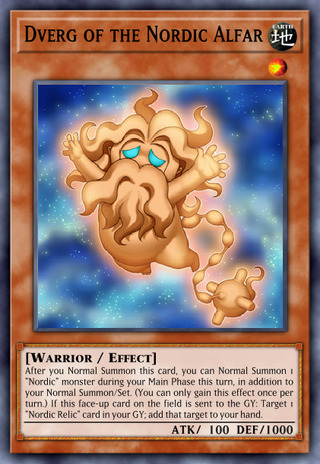 Dverg of the Nordic Alfar
EARTH
地
[Warrior / Effect]
After you Normal Summon this card, you can Normal Summon 1
"Nordic" monster during your Main Phase this turn, in addition to
your Normal Summon/Set. (You can only gain this effect once per
turn.) If this face-up card on the field is sent to the GY: Target 1
"Nordic Relic" card in your GY; add that target to your hand.
ATK/ 100 DEF/1000